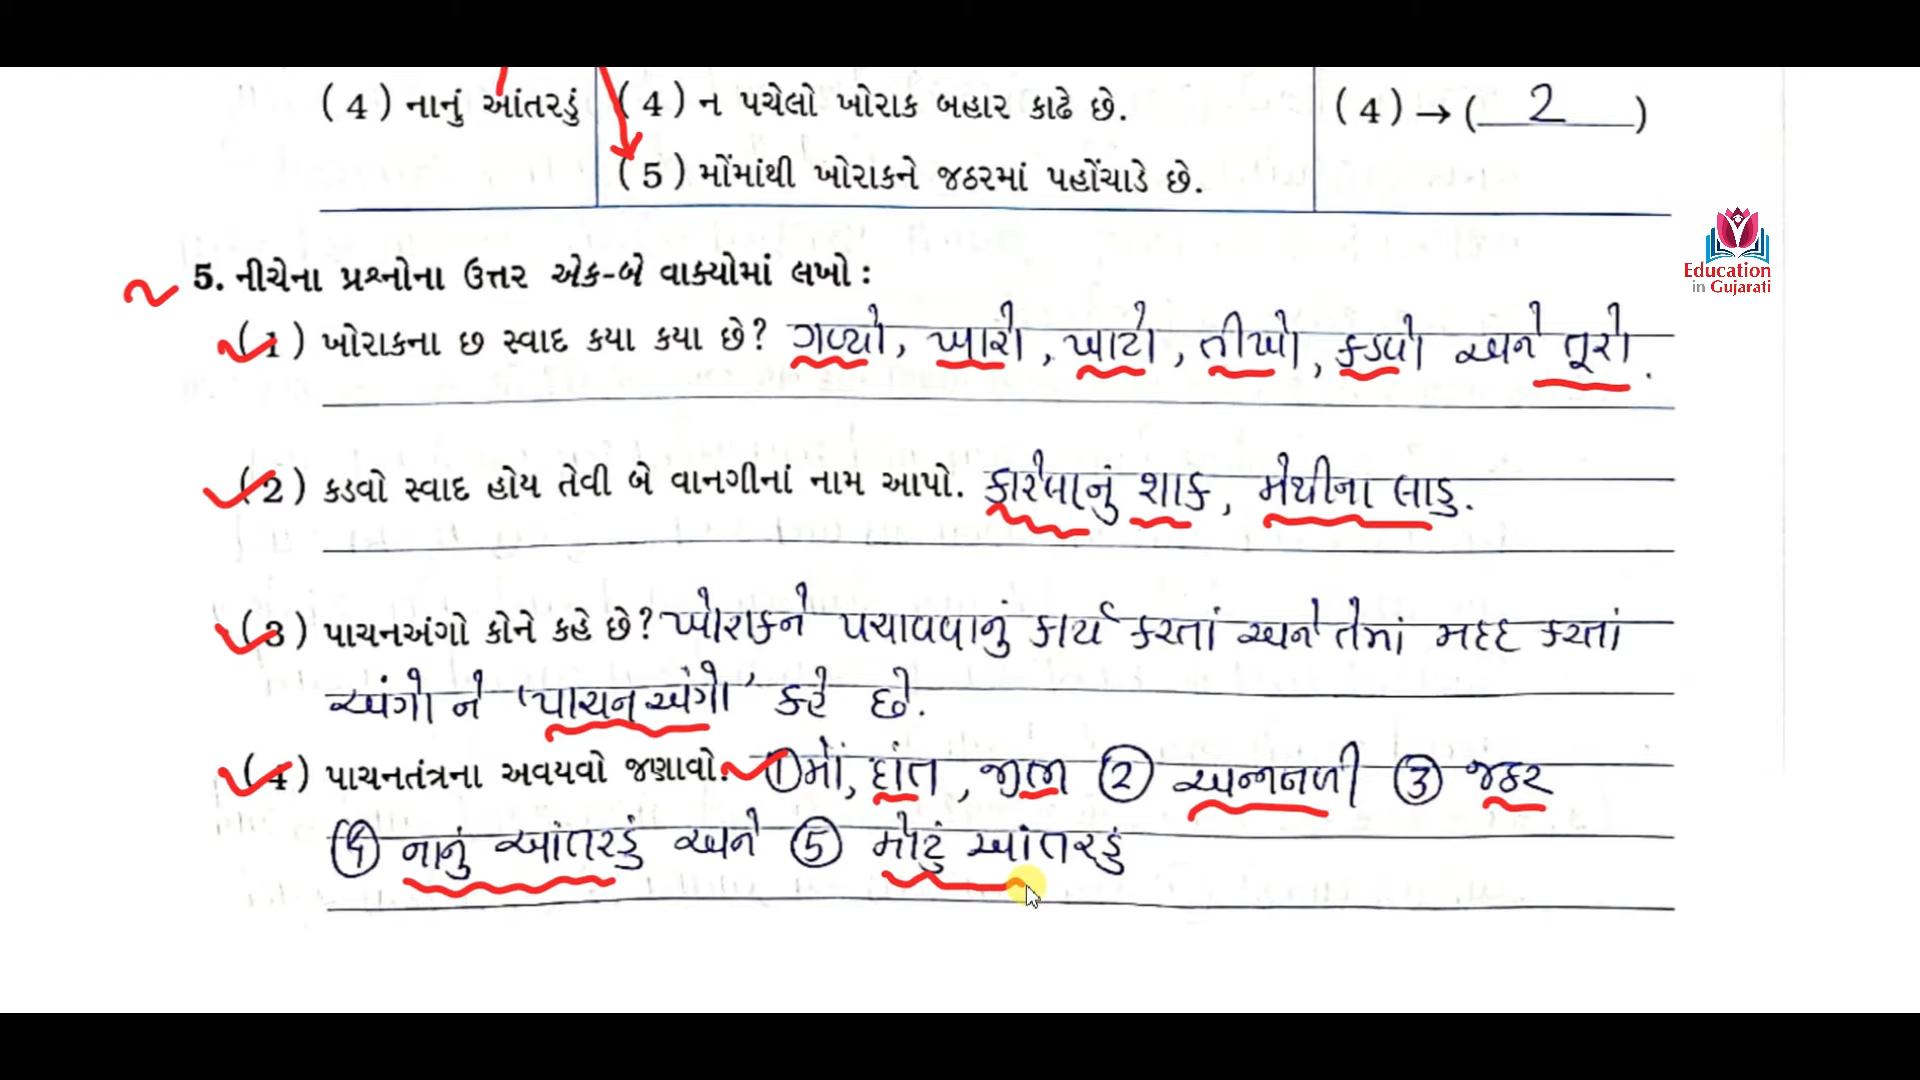 (4) નાનું આંતરડું (4) ન પચેલો ખોરાક બહાર કાઢે છે. (4) → ( 2 )
(5) મોંમાંથી ખોરાકને જઠરમાં પહોંચાડે છે.
Education
in Gujarati
5. નીચેના પ્રશ્નોના ઉત્તર એક-બે વાક્યોમાં લખો :
(1) ખોરાકના છ સ્વાદ કયા કયા છે? ગળ્યો, ખારો, ખાટો, તીખો, કડવો અને તૂરો.
(2) કડવો સ્વાદ હોય તેવી બે વાનગીનાં નામ આપો. કારેલાનું શાક, મેથીના લાડુ.
(3) પાચનઅંગો કોને કહે છે? ખોરાકને પચાવવાનું કાર્ય કરતાં અને તેમાં મદદ કરતાં
અંગોને 'પાચનઅંગો' કહે છે.
(4) પાચનતંત્રના અવયવો જણાવો. ① મોં, દાંત, જીભ ② અન્નનળી ③ જઠર
④ નાનું આંતરડું અને ⑤ મોટું આંતરડું